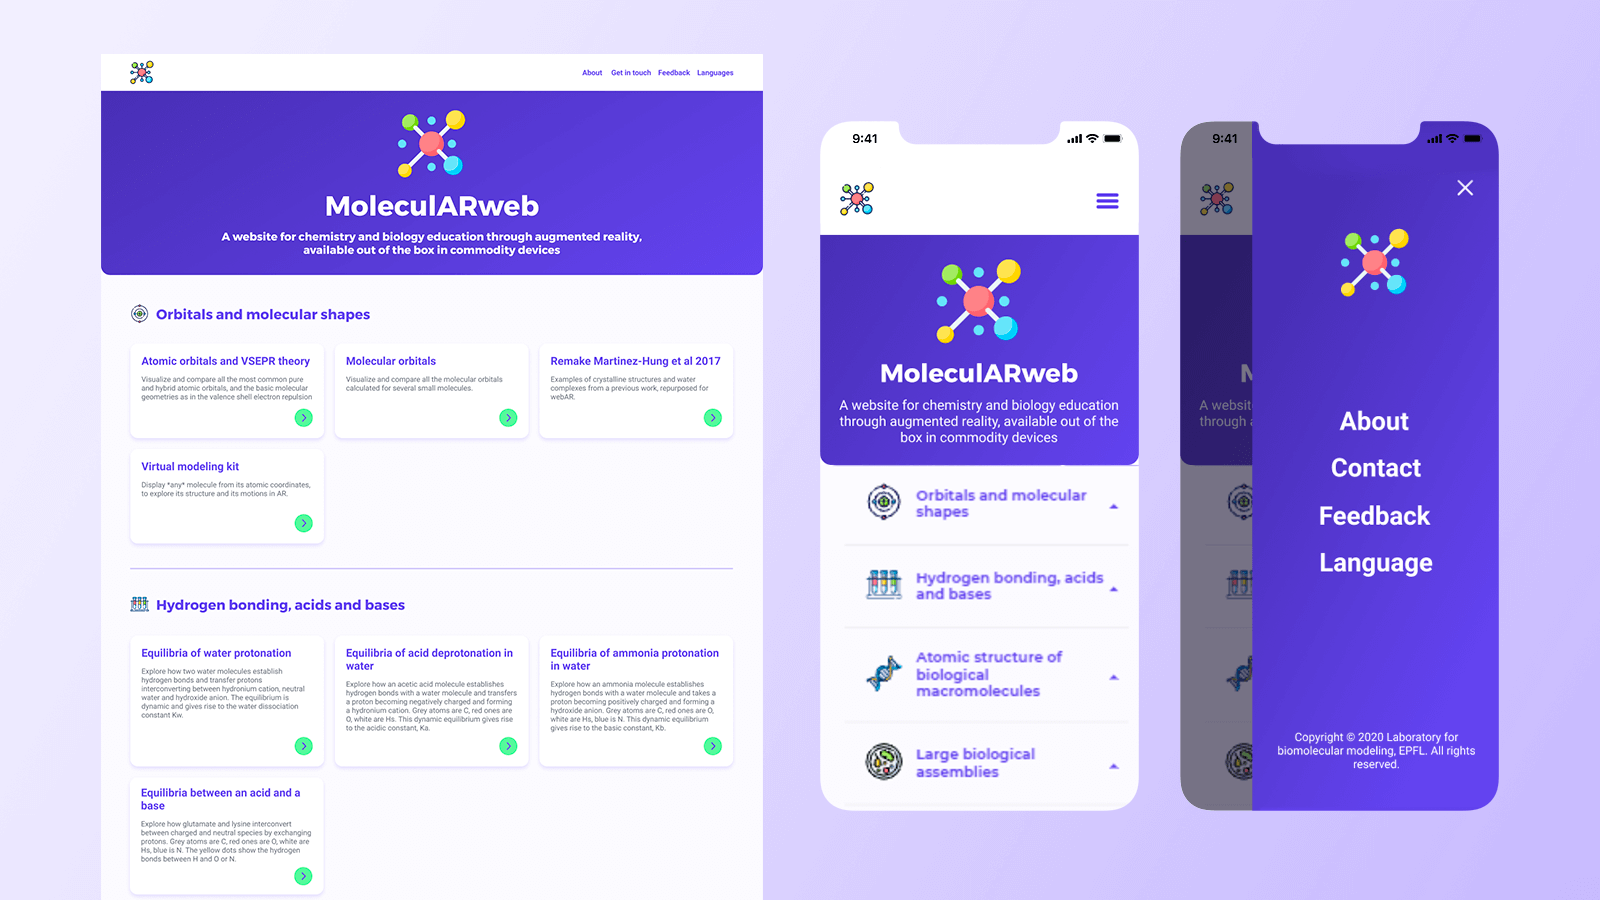 About Get in touch Feedback Languages
MoleculARweb
A website for chemistry and biology education through augmented reality,
available out of the box in commodity devices
Orbitals and molecular shapes
Atomic orbitals and VSEPR theory
Visualize and compare all the most common pure
and hybrid atomic orbitals, and the basic molecular
geometries as in the valence shell electron repulsion
Molecular orbitals
Visualize and compare all the molecular orbitals
calculated for several small molecules.
Remake Martinez-Hung et al 2017
Examples of crystalline structures and water
complexes from a previous work, repurposed for
webAR.
Virtual modeling kit
Display *any* molecule from its atomic coordinates,
to explore its structure and its motions in AR.
Hydrogen bonding, acids and bases
Equilibria of water protonation
Explore how two water molecules establish
hydrogen bonds and transfer protons
interconverting between hydronium cation, neutral
water and hydroxide anion. The equilibrium is
dynamic and gives rise to the water dissociation
constant Kw.
Equilibria of acid deprotonation in
water
Explore how an acetic acid molecule establishes
hydrogen bonds with a water molecule and transfers
a proton becoming negatively charged and forming
a hydronium cation. Grey atoms are C, red ones are
O, white are Hs. This dynamic equilibrium gives rise
to the acidic constant, Ka.
Equilibria of ammonia protonation
in water
Explore how an ammonia molecule establishes
hydrogen bonds with a water molecule and takes a
proton becoming positively charged and forming a
hydroxide anion. Grey atoms are C, red ones are O,
white are Hs, blue is N. This dynamic equilibrium
gives rise to the basic constant, Kb.
Equilibria between an acid and a
base
Explore how glutamate and lysine interconvert
between charged and neutral species by exchanging
protons. Grey atoms are C, red ones are O, white are
Hs, blue is N. The yellow dots show the hydrogen
bonds between H and O or N.
9:41
MoleculARweb
A website for chemistry and biology education
through augmented reality, available out of the
box in commodity devices
Orbitals and molecular
shapes
Hydrogen bonding, acids
and bases
Atomic structure of
biological
macromolecules
Large biological
assemblies
9:41
M
A websit
through a
About
Contact
Feedback
Language
Copyright © 2020 Laboratory for
biomolecular modeling, EPFL. All rights
reserved.